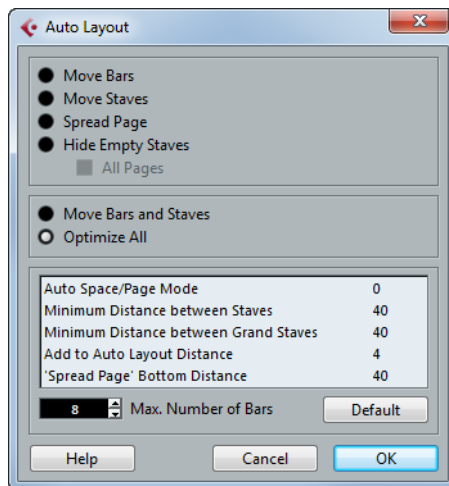 Auto Layout
Move Bars
Move Staves
Spread Page
Hide Empty Staves
All Pages
Move Bars and Staves
Optimize All
Auto Space/Page Mode 0
Minimum Distance between Staves 40
Minimum Distance between Grand Staves 40
Add to Auto Layout Distance 4
'Spread Page' Bottom Distance 40
8 Max. Number of Bars Default
Help Cancel OK